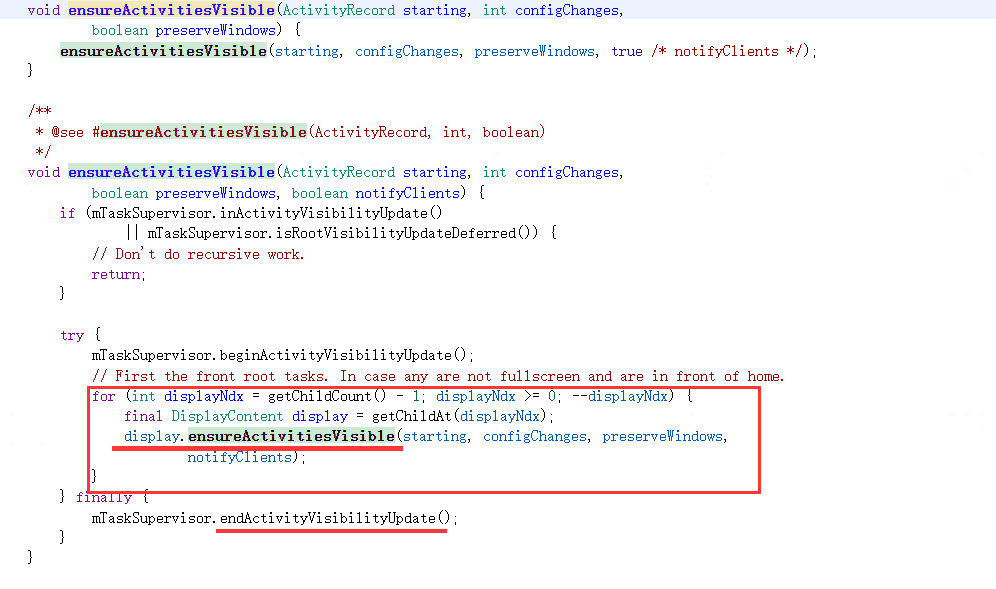 void ensureActivitiesVisible(ActivityRecord starting, int configChanges,
        boolean preserveWindows) {
    ensureActivitiesVisible(starting, configChanges, preserveWindows, true /* notifyClients */);
}

/**
 * @see #ensureActivitiesVisible(ActivityRecord, int, boolean)
 */
void ensureActivitiesVisible(ActivityRecord starting, int configChanges,
        boolean preserveWindows, boolean notifyClients) {
    if (mTaskSupervisor.inActivityVisibilityUpdate()
            || mTaskSupervisor.isRootVisibilityUpdateDeferred()) {
        // Don't do recursive work.
        return;
    }

    try {
        mTaskSupervisor.beginActivityVisibilityUpdate();
        // First the front root tasks. In case any are not fullscreen and are in front of home.
        for (int displayNdx = getChildCount() - 1; displayNdx >= 0; --displayNdx) {
            final DisplayContent display = getChildAt(displayNdx);
            display.ensureActivitiesVisible(starting, configChanges, preserveWindows,
                    notifyClients);
        }
    } finally {
        mTaskSupervisor.endActivityVisibilityUpdate();
    }
}